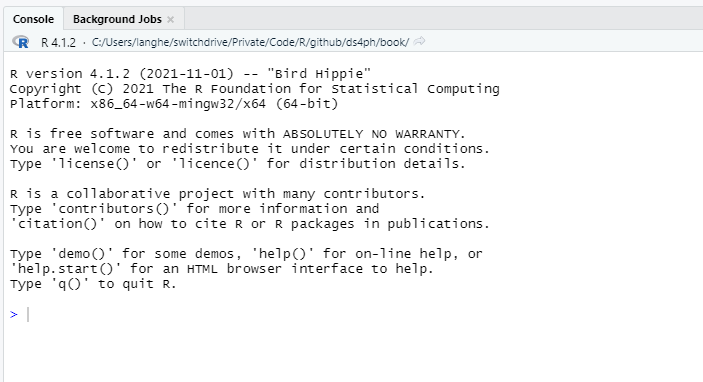 Console Background Jobs ×
R R 4.1.2 · C:/Users/langhe/switchdrive/Private/Code/R/github/ds4ph/book/
R version 4.1.2 (2021-11-01) -- "Bird Hippie"
Copyright (C) 2021 The R Foundation for Statistical Computing
Platform: x86_64-w64-mingw32/x64 (64-bit)
R is free software and comes with ABSOLUTELY NO WARRANTY.
You are welcome to redistribute it under certain conditions.
Type 'license()' or 'licence()' for distribution details.
R is a collaborative project with many contributors.
Type 'contributors()' for more information and
'citation()' on how to cite R or R packages in publications.
Type 'demo()' for some demos, 'help()' for on-line help, or
'help.start()' for an HTML browser interface to help.
Type 'q()' to quit R.
>